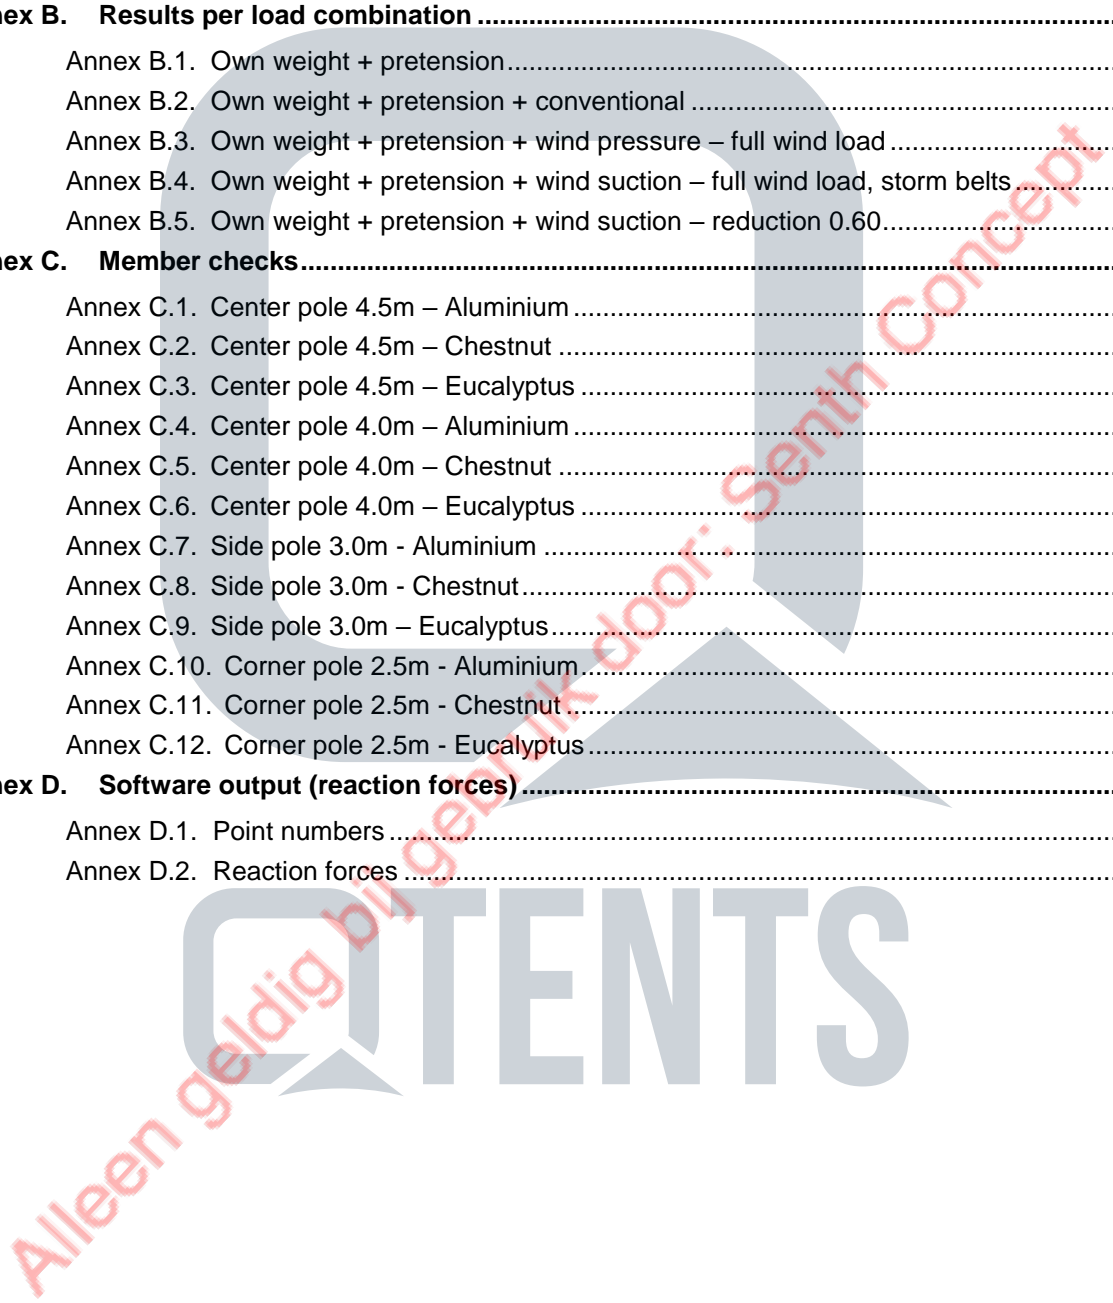 nex B. Results per load combination
Annex B.1. Own weight + pretension
Annex B.2. Own weight + pretension + conventional
Annex B.3. Own weight + pretension + wind pressure – full wind load
Annex B.4. Own weight + pretension + wind suction – full wind load, storm belts
Annex B.5. Own weight + pretension + wind suction – reduction 0.60
nex C. Member checks
Annex C.1. Center pole 4.5m – Aluminium
Annex C.2. Center pole 4.5m – Chestnut
Annex C.3. Center pole 4.5m – Eucalyptus
Annex C.4. Center pole 4.0m – Aluminium
Annex C.5. Center pole 4.0m – Chestnut
Annex C.6. Center pole 4.0m – Eucalyptus
Annex C.7. Side pole 3.0m - Aluminium
Annex C.8. Side pole 3.0m - Chestnut
Annex C.9. Side pole 3.0m – Eucalyptus
Annex C.10. Corner pole 2.5m - Aluminium
Annex C.11. Corner pole 2.5m - Chestnut
Annex C.12. Corner pole 2.5m - Eucalyptus
nex D. Software output (reaction forces)
Annex D.1. Point numbers
Annex D.2. Reaction forces
QTENTS
Alleen geldig bij gebruik door: Senth Concept